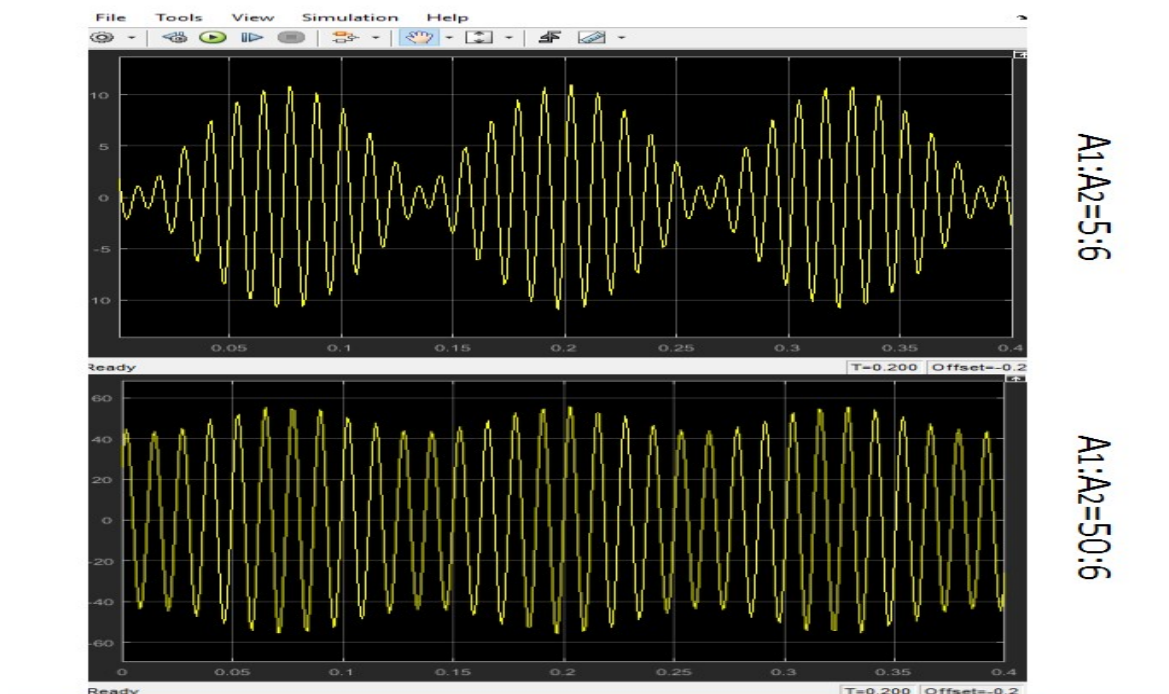 File Tools View Simulation Help
10
5
0
-5
10
0.05 0.1 0.15 0.2 0.25 0.3 0.35 0.4
Ready T=0.200 Offset=-0.2
A1:A2=5:6
60
40
20
0
-20
-40
-60
0 0.05 0.1 0.15 0.2 0.25 0.3 0.35 0.4
Ready T=0.200 Offset=-0.2
A1:A2=50:6